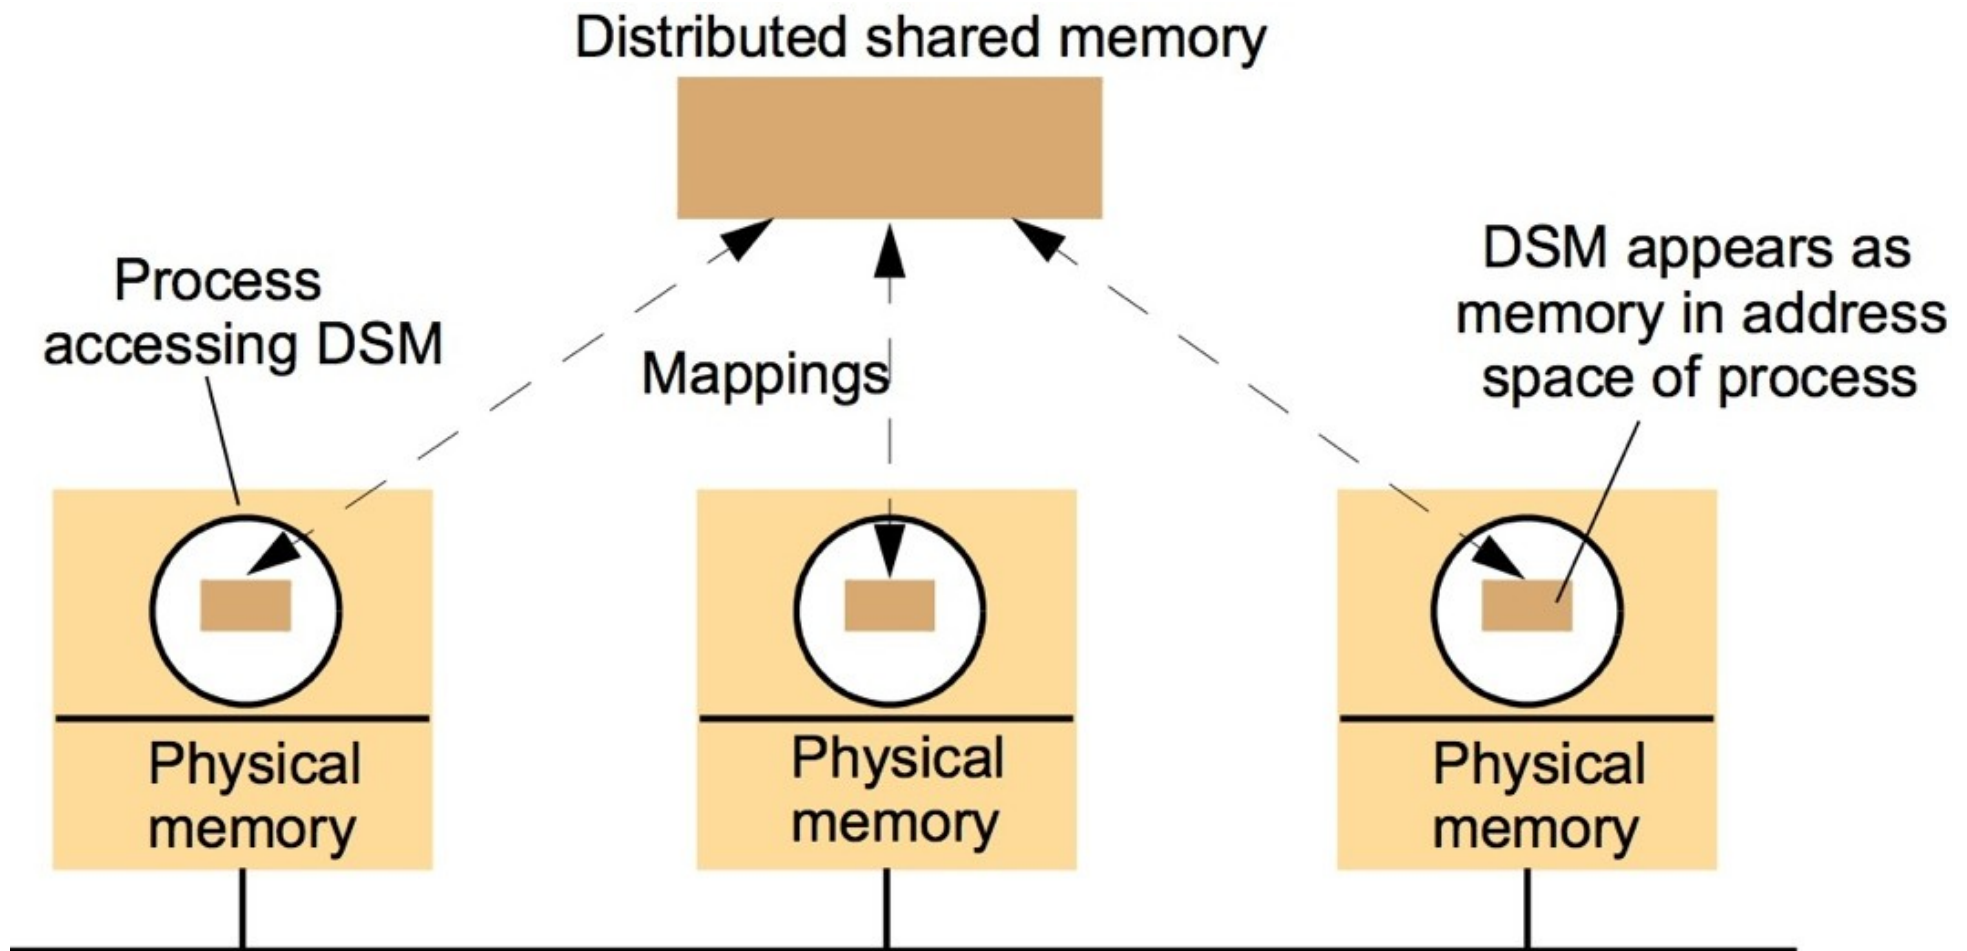 Distributed shared memory
Process
accessing DSM
Mappings
DSM appears as
memory in address
space of process
Physical
memory
Physical
memory
Physical
memory